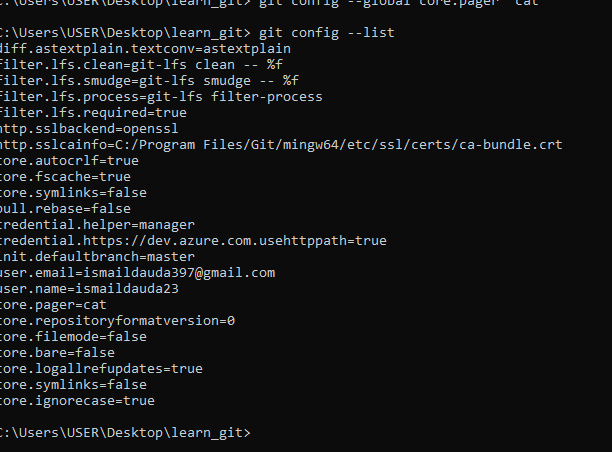 C:\Users\USER\Desktop\learn_git> git config --global core.pager "cat"
C:\Users\USER\Desktop\learn_git> git config --list
diff.astextplain.textconv=astextplain
filter.lfs.clean=git-lfs clean -- %f
filter.lfs.smudge=git-lfs smudge -- %f
filter.lfs.process=git-lfs filter-process
filter.lfs.required=true
http.sslbackend=openssl
http.sslcainfo=C:/Program Files/Git/mingw64/etc/ssl/certs/ca-bundle.crt
core.autocrlf=true
core.fscache=true
core.symlinks=false
pull.rebase=false
credential.helper=manager
credential.https://dev.azure.com.usehttppath=true
init.defaultbranch=master
user.email=ismaildauda397@gmail.com
user.name=ismaildauda23
core.pager=cat
core.repositoryformatversion=0
core.filemode=false
core.bare=false
core.logallrefupdates=true
core.symlinks=false
core.ignorecase=true
C:\Users\USER\Desktop\learn_git>